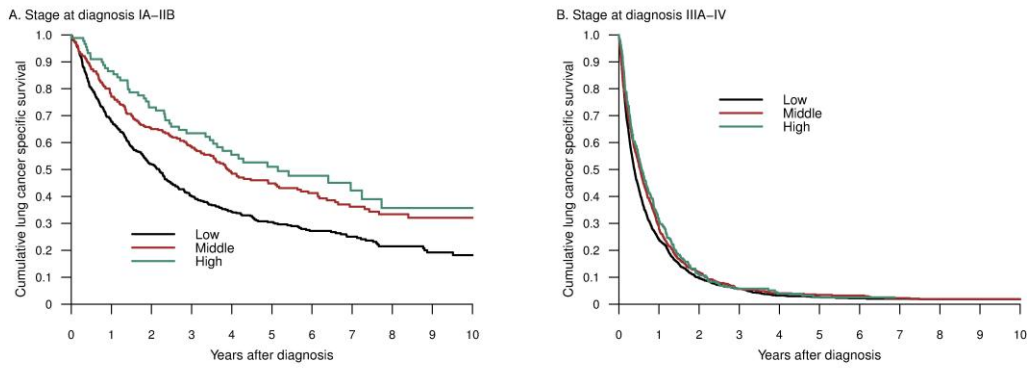 A. Stage at diagnosis IA–IIB
Cumulative lung cancer specific survival
1.0
0.9
0.8
0.7
0.6
0.5
0.4
0.3
0.2
0.1
0
Low
Middle
High
0 1 2 3 4 5 6 7 8 9 10
Years after diagnosis
B. Stage at diagnosis IIIA–IV
Cumulative lung cancer specific survival
1.0
0.9
0.8
0.7
0.6
0.5
0.4
0.3
0.2
0.1
0
Low
Middle
High
0 1 2 3 4 5 6 7 8 9 10
Years after diagnosis